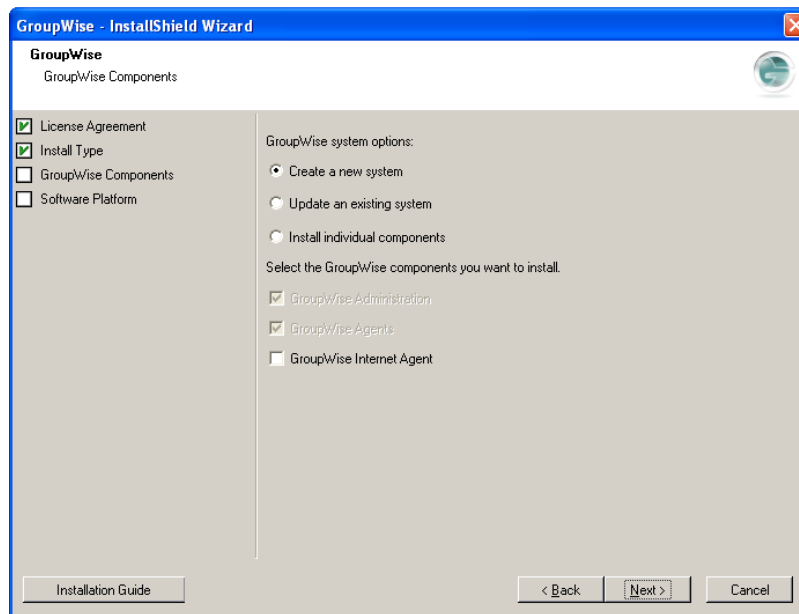 GroupWise - InstallShield Wizard
GroupWise
GroupWise Components
License Agreement
Install Type
GroupWise Components
Software Platform
GroupWise system options:
Create a new system
Update an existing system
Install individual components
Select the GroupWise components you want to install.
GroupWise Administration
GroupWise Agents
GroupWise Internet Agent
Installation Guide
< Back
Next >
Cancel